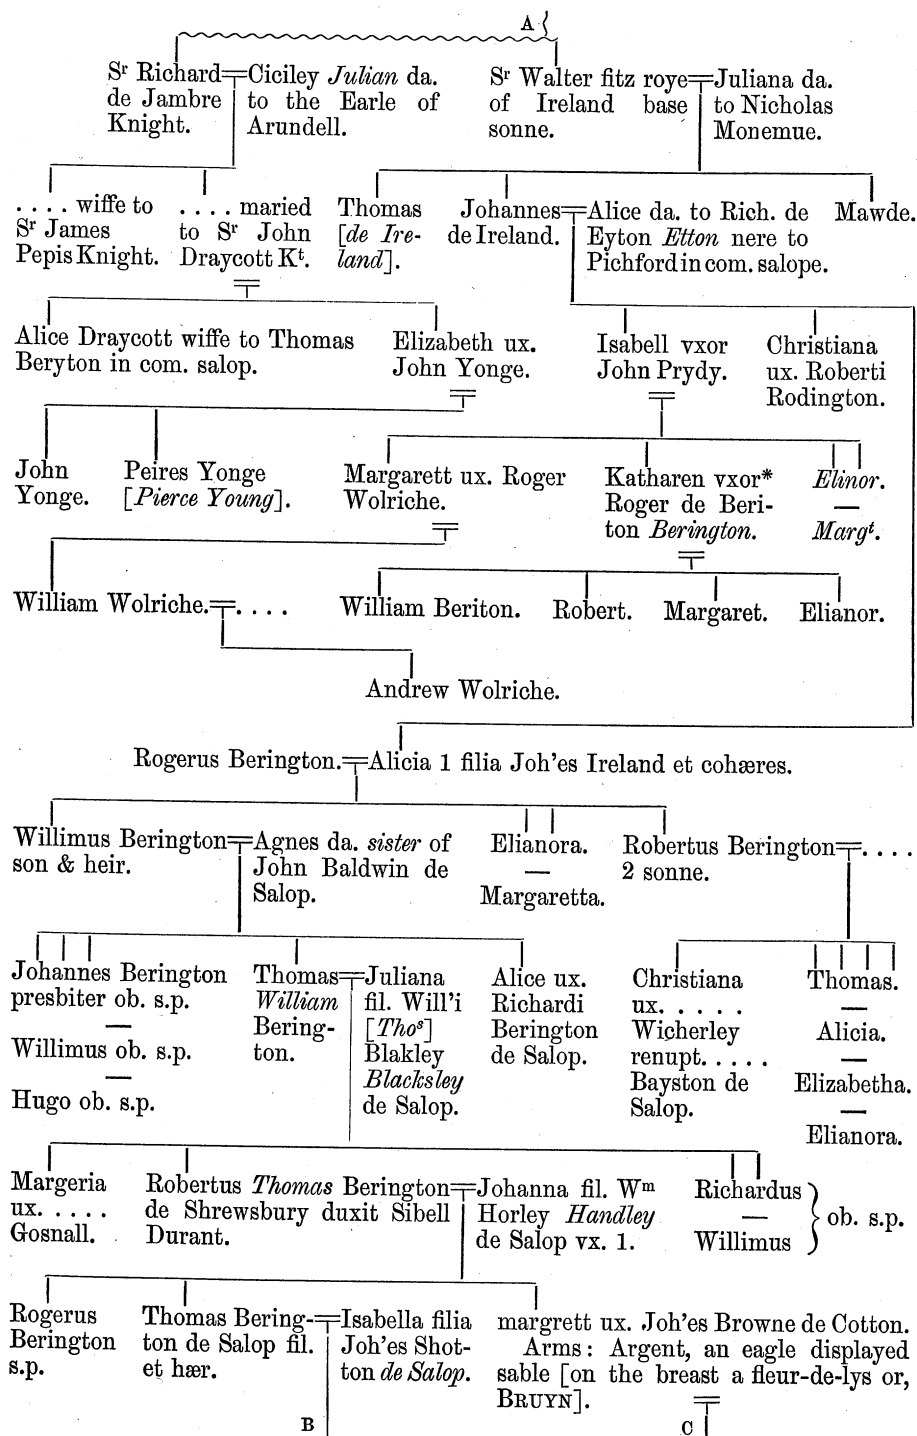 A {
Sr Richard
de Jambre
Knight.
Ciciley Julian da.
to the Earle of
Arundell.
Sr Walter fitz roye
of Ireland base
sonne.
Juliana da.
to Nicholas
Monemue.
. . . . wiffe to
Sr James
Pepis Knight.
. . . . maried
to Sr John
Draycott Kt.
Thomas
[de Ire-
land].
Johannes
de Ireland.
Alice da. to Rich. de
Eyton Etton nere to
Pichford in com. salope.
Mawde.
Alice Draycott wiffe to Thomas
Beryton in com. salop.
Elizabeth ux.
John Yonge.
Isabell vxor
John Prydy.
Christiana
ux. Roberti
Rodington.
John
Yonge.
Peires Yonge
[Pierce Young].
Margarett ux. Roger
Wolriche.
Katharen vxor*
Roger de Beri-
ton Berington.
Elinor.
—
Margt.
William Wolriche. . . . .
William Beriton.
Robert.
Margaret.
Elianor.
Andrew Wolriche.
Rogerus Berington.
Alicia 1 filia Joh'es Ireland et cohæres.
Willimus Berington
son & heir.
Agnes da. sister of
John Baldwin de
Salop.
Elianora.
—
Margaretta.
Robertus Berington . . . .
2 sonne.
Johannes Berington
presbiter ob. s.p.
—
Willimus ob. s.p.
—
Hugo ob. s.p.
Thomas
William
Bering-
ton.
Juliana
fil. Will'i
[Thos]
Blakley
Blacksley
de Salop.
Alice ux.
Richardi
Berington
de Salop.
Christiana
ux. . . . .
Wicherley
renupt. . . . .
Bayston de
Salop.
Thomas.
—
Alicia.
—
Elizabetha.
—
Elianora.
Margeria
ux. . . . .
Gosnall.
Robertus Thomas Berington
de Shrewsbury duxit Sibell
Durant.
Johanna fil. Wm
Horley Handley
de Salop vx. 1.
Richardus
—
Willimus
} ob. s.p.
Rogerus
Berington
s.p.
Thomas Bering-
ton de Salop fil.
et hær.
Isabella filia
Joh'es Shot-
ton de Salop.
margrett ux. Joh'es Browne de Cotton.
Arms: Argent, an eagle displayed
sable [on the breast a fleur-de-lys or,
BRUYN].
B
C